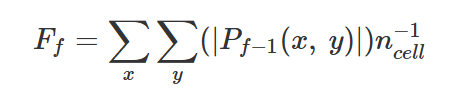 F_f = \sum_x \sum_y (|P_{f-1}(x, y)|) n_{cell}^{-1}